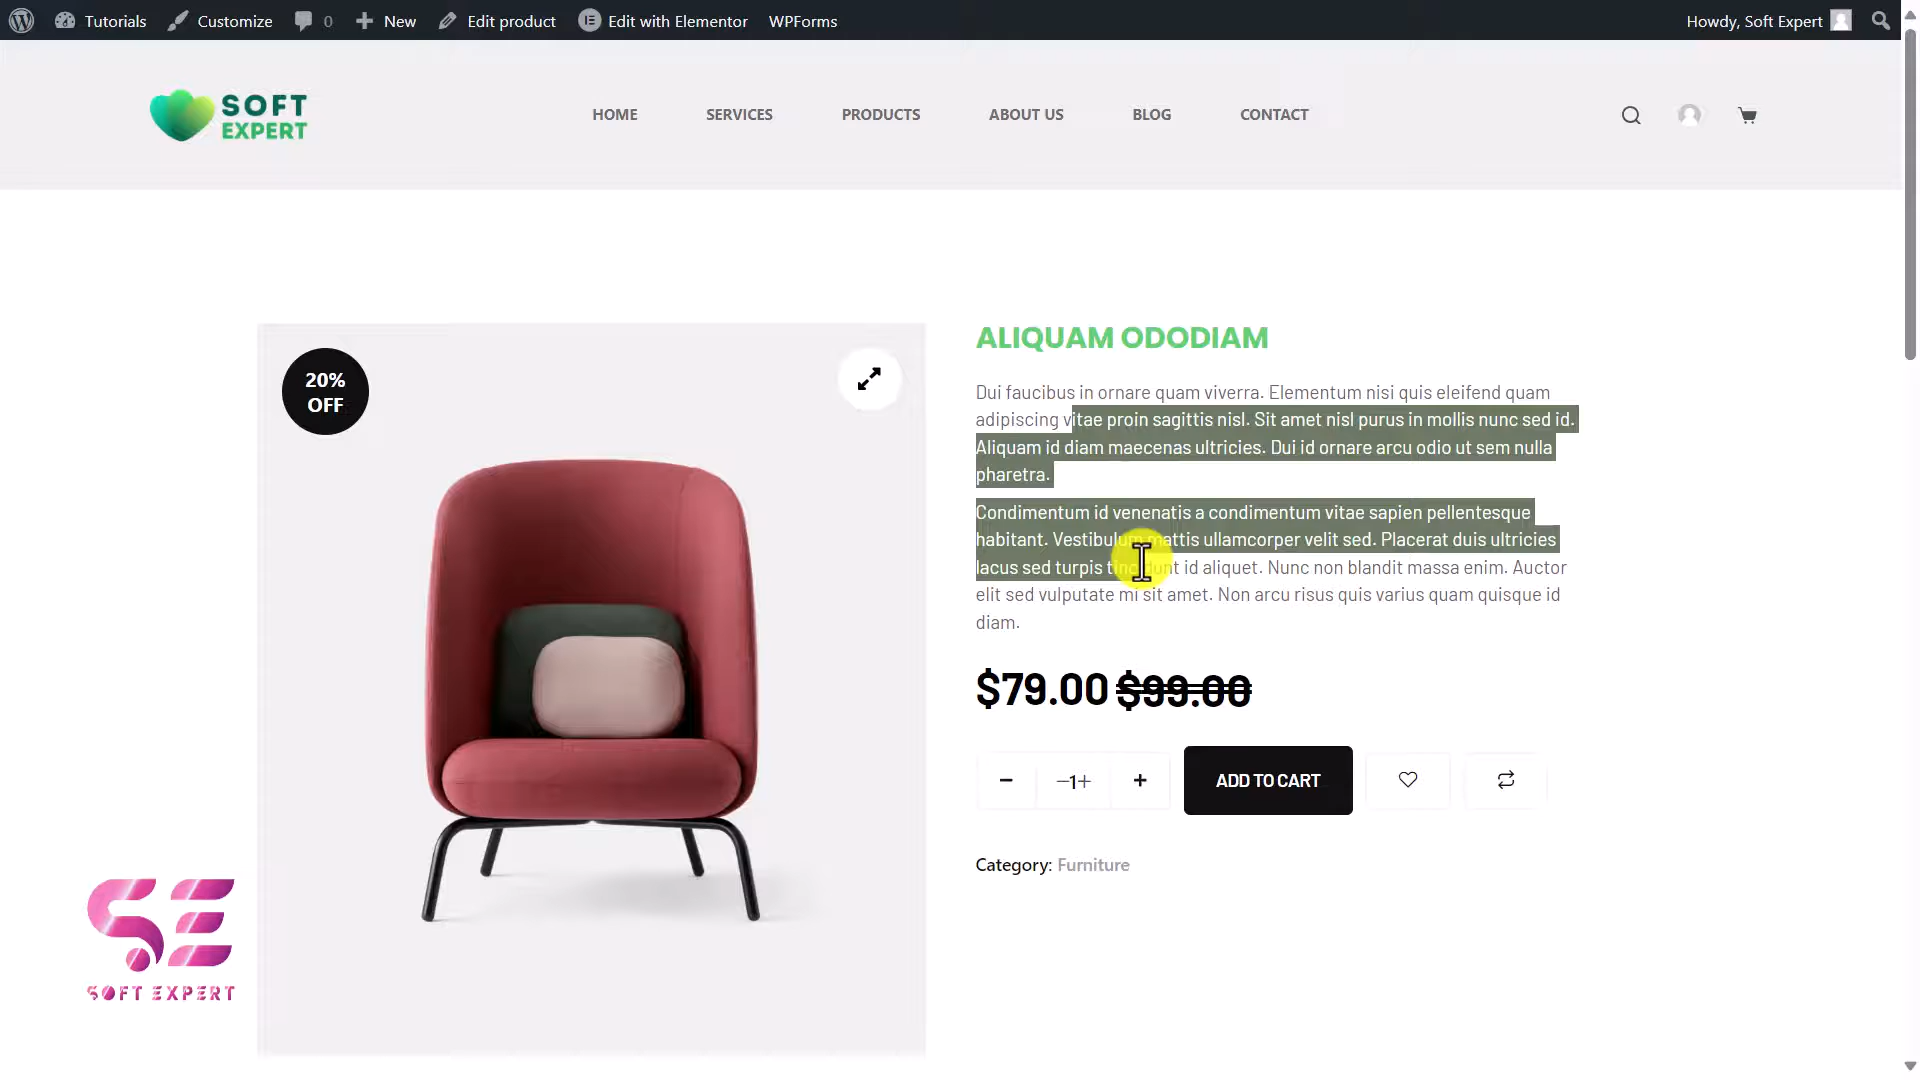 Tutorials Customize 0 New Edit product Edit with Elementor WPForms Howdy, Soft Expert
SOFT
EXPERT
HOME SERVICES PRODUCTS ABOUT US BLOG CONTACT
20%
OFF
ALIQUAM ODODIAM
Dui faucibus in ornare quam viverra. Elementum nisi quis eleifend quam
adipiscing vitae proin sagittis nisl. Sit amet nisl purus in mollis nunc sed id.
Aliquam id diam maecenas ultricies. Dui id ornare arcu odio ut sem nulla
pharetra.
Condimentum id venenatis a condimentum vitae sapien pellentesque
habitant. Vestibulum mattis ullamcorper velit sed. Placerat duis ultricies
lacus sed turpis tincidunt id aliquet. Nunc non blandit massa enim. Auctor
elit sed vulputate mi sit amet. Non arcu risus quis varius quam quisque id
diam.
$79.00 $99.00
− −1+ + ADD TO CART
Category: Furniture
SE
SOFT EXPERT